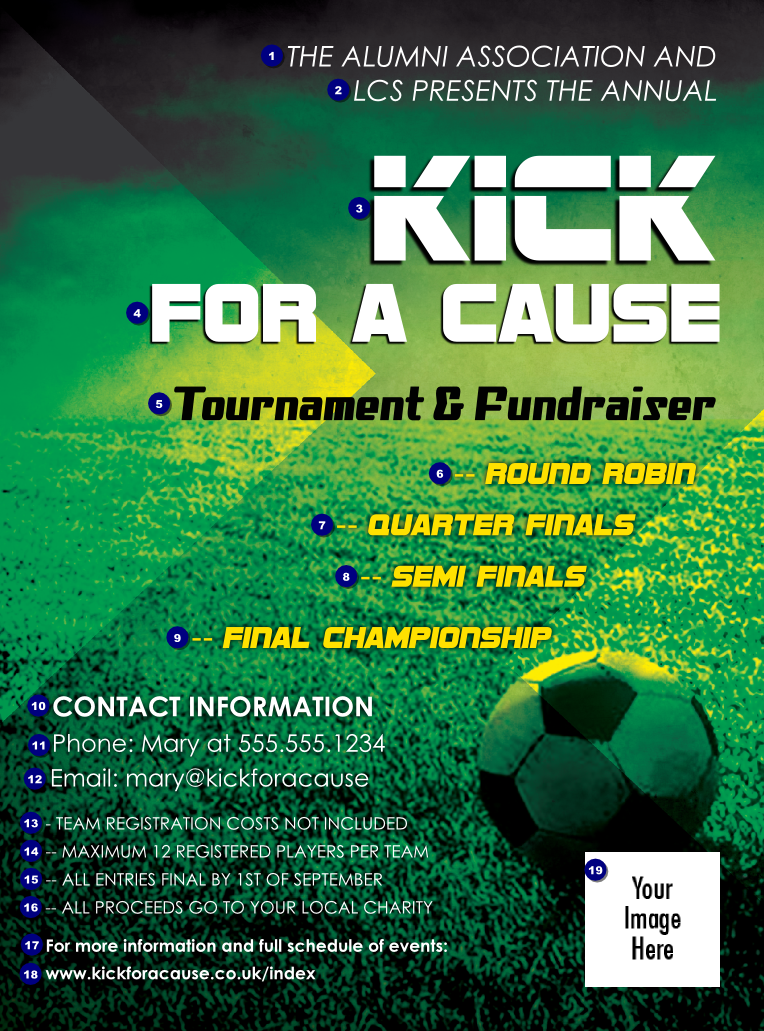 1 THE ALUMNI ASSOCIATION AND
2 LCS PRESENTS THE ANNUAL
3 KICK
4 FOR A CAUSE
5 Tournament & Fundraiser
6 -- ROUND ROBIN
7 -- QUARTER FINALS
8 -- SEMI FINALS
9 -- FINAL CHAMPIONSHIP
10 CONTACT INFORMATION
11 Phone: Mary at 555.555.1234
12 Email: mary@kickforacause
13 - TEAM REGISTRATION COSTS NOT INCLUDED
14 -- MAXIMUM 12 REGISTERED PLAYERS PER TEAM
15 -- ALL ENTRIES FINAL BY 1ST OF SEPTEMBER
16 -- ALL PROCEEDS GO TO YOUR LOCAL CHARITY
17 For more information and full schedule of events:
18 www.kickforacause.co.uk/index
19 Your
Image
Here